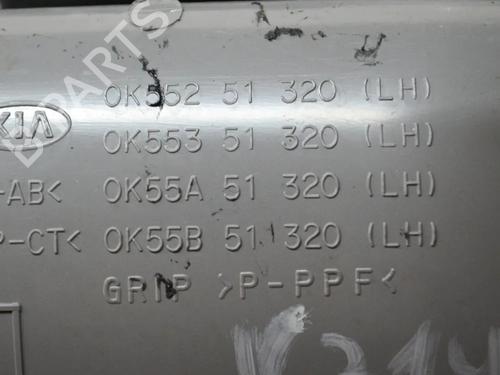 B-PARTS
KIA
0K552 51 320 (LH)
0K553 51 320 (LH)
-AB< 0K55A 51 320 (LH)
P-CT< 0K55B 51 320 (LH)
GRIP >P-PPF<